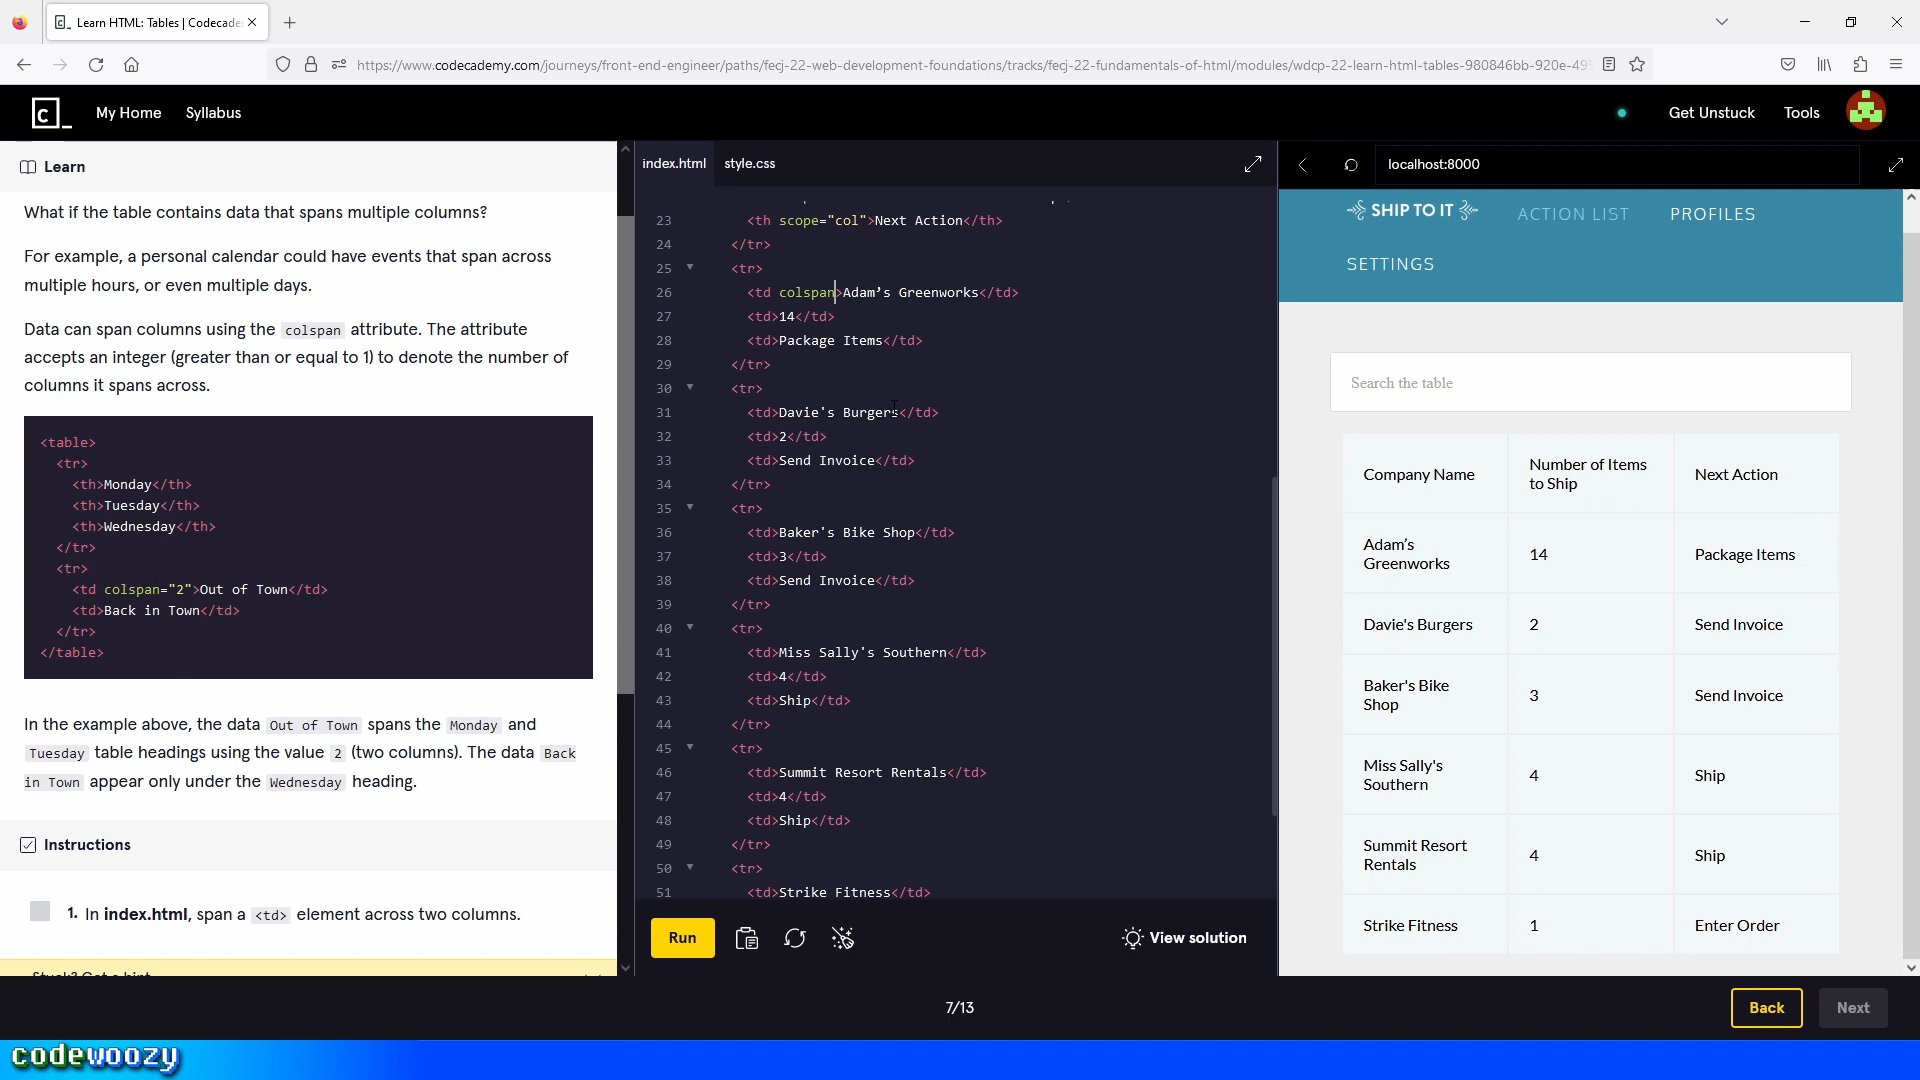 Learn HTML: Tables | Codecade
https://www.codecademy.com/journeys/front-end-engineer/paths/fecj-22-web-development-foundations/tracks/fecj-22-fundamentals-of-html/modules/wdcp-22-learn-html-tables-980846bb-920e-495
c
My Home
Syllabus
Get Unstuck
Tools
Learn
What if the table contains data that spans multiple columns?
For example, a personal calendar could have events that span across
multiple hours, or even multiple days.
Data can span columns using the colspan attribute. The attribute
accepts an integer (greater than or equal to 1) to denote the number of
columns it spans across.
<table>
<tr>
<th>Monday</th>
<th>Tuesday</th>
<th>Wednesday</th>
</tr>
<tr>
<td colspan="2">Out of Town</td>
<td>Back in Town</td>
</tr>
</table>
In the example above, the data Out of Town spans the Monday and
Tuesday table headings using the value 2 (two columns). The data Back
in Town appear only under the Wednesday heading.
Instructions
1. In index.html, span a <td> element across two columns.
Stuck? Get a hint
index.html
style.css
23 <th scope="col">Next Action</th>
24 </tr>
25 <tr>
26 <td colspan>Adam’s Greenworks</td>
27 <td>14</td>
28 <td>Package Items</td>
29 </tr>
30 <tr>
31 <td>Davie's Burgers</td>
32 <td>2</td>
33 <td>Send Invoice</td>
34 </tr>
35 <tr>
36 <td>Baker's Bike Shop</td>
37 <td>3</td>
38 <td>Send Invoice</td>
39 </tr>
40 <tr>
41 <td>Miss Sally's Southern</td>
42 <td>4</td>
43 <td>Ship</td>
44 </tr>
45 <tr>
46 <td>Summit Resort Rentals</td>
47 <td>4</td>
48 <td>Ship</td>
49 </tr>
50 <tr>
51 <td>Strike Fitness</td>
Run
View solution
localhost:8000
SHIP TO IT
ACTION LIST
PROFILES
SETTINGS
Search the table
Company Name
Number of Items
to Ship
Next Action
Adam’s
Greenworks
14
Package Items
Davie's Burgers
2
Send Invoice
Baker's Bike
Shop
3
Send Invoice
Miss Sally's
Southern
4
Ship
Summit Resort
Rentals
4
Ship
Strike Fitness
1
Enter Order
7/13
Back
Next
codewoozy